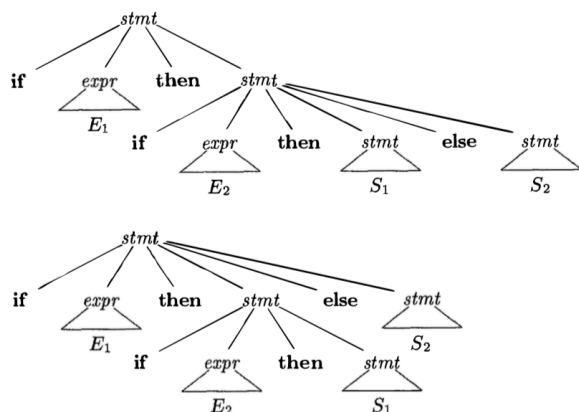 stmt
if expr then stmt
E₁
if expr then stmt else stmt
E₂ S₁ S₂
stmt
if expr then stmt else stmt
E₁ S₂
if expr then stmt
E₂ S₁